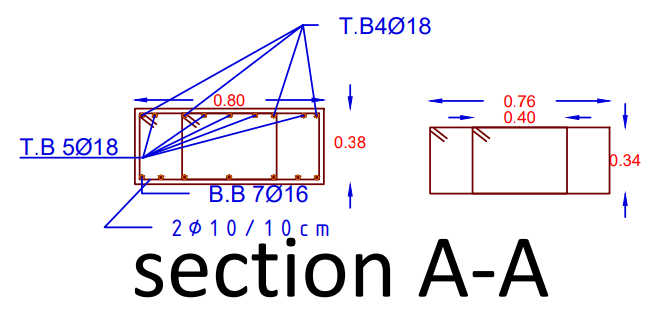 T.B4Ø18
0.80
0.76
0.40
0.38
T.B 5Ø18
0.34
B.B 7Ø16
2Ø10/10cm
section A-A